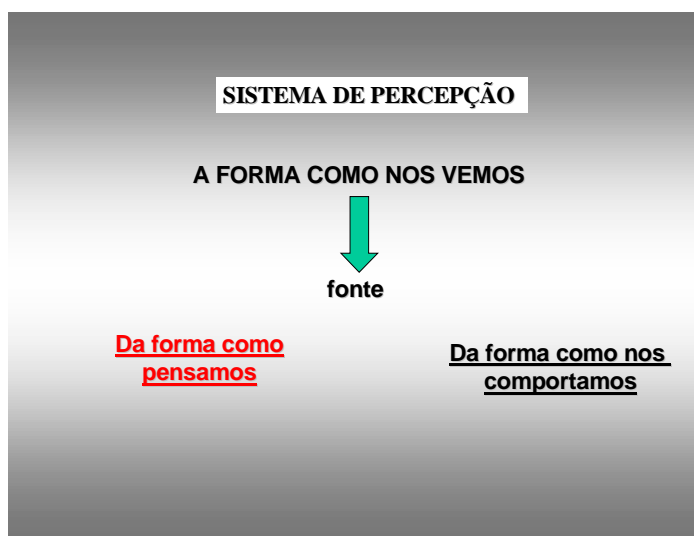 SISTEMA DE PERCEPÇÃO
A FORMA COMO NOS VEMOS
fonte
Da forma como
pensamos
Da forma como nos
comportamos